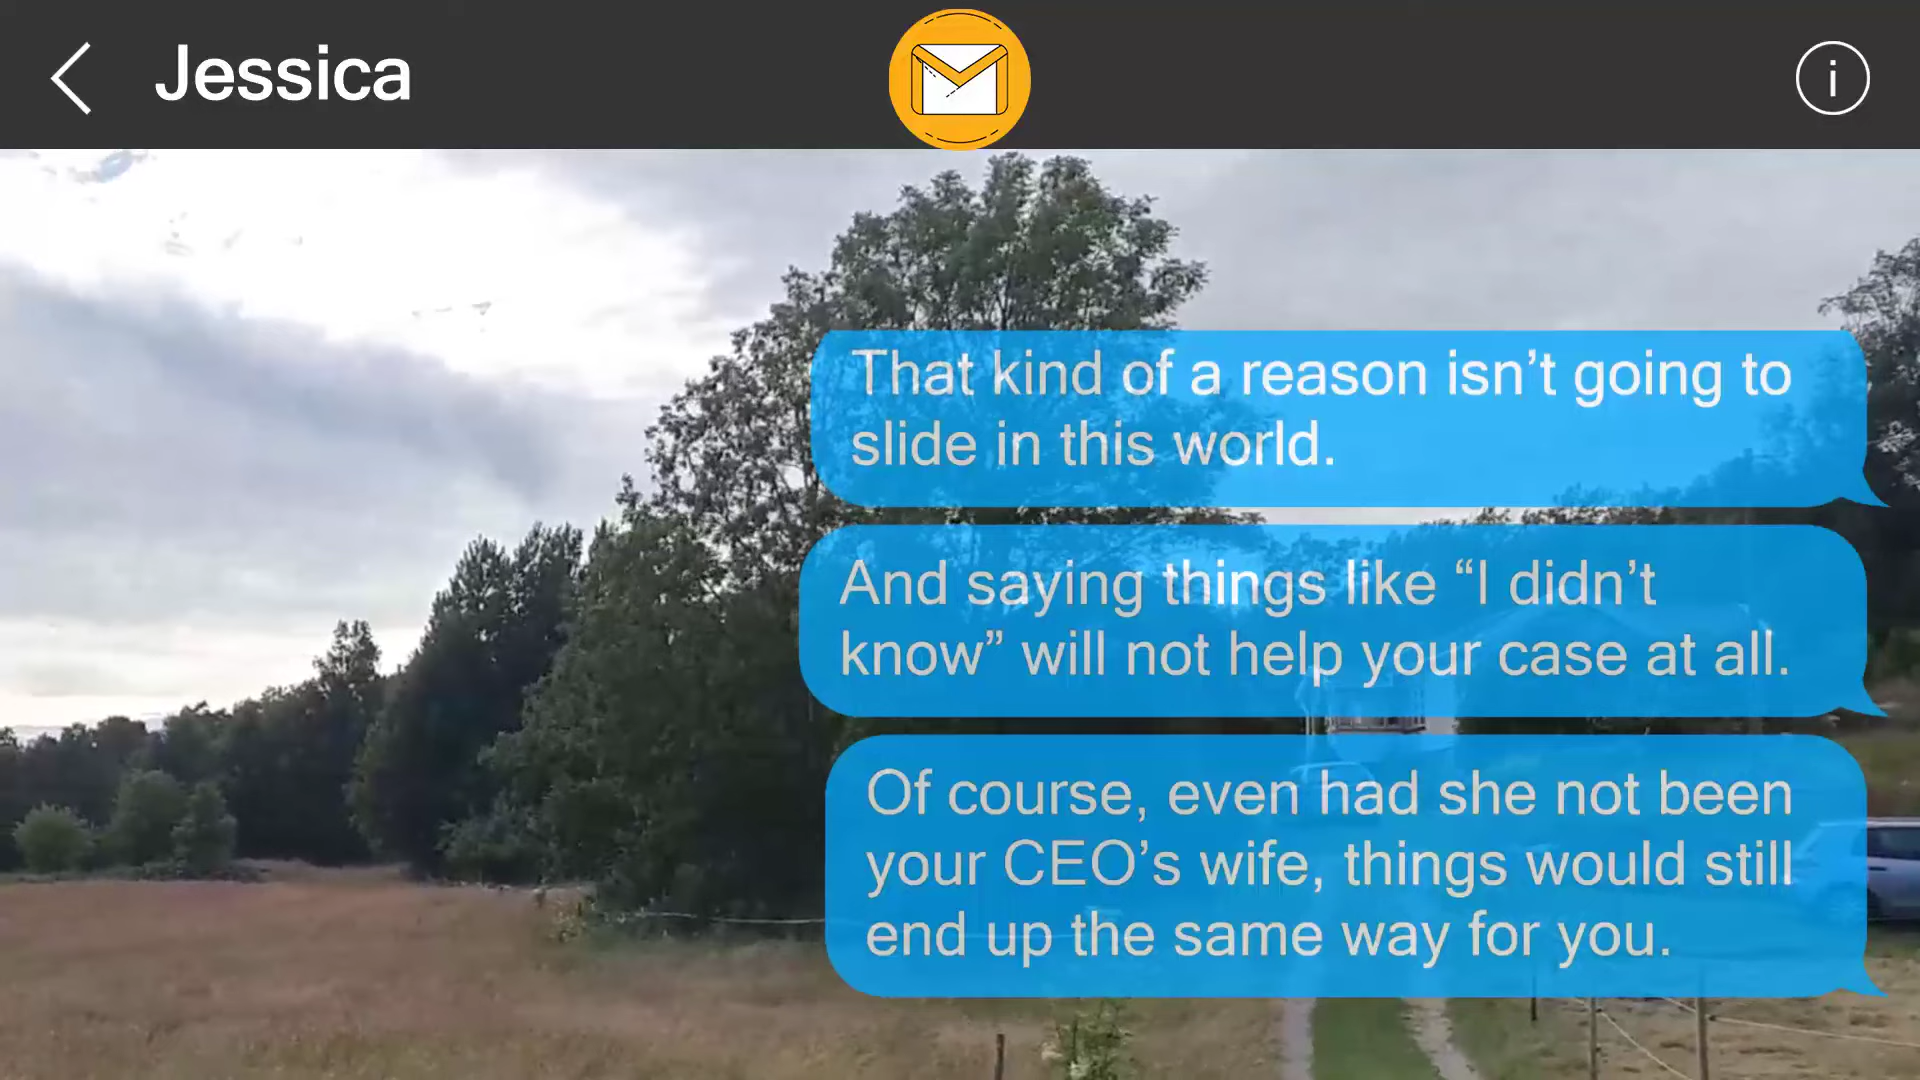 Jessica
i
That kind of a reason isn’t going to
slide in this world.
And saying things like “I didn’t
know” will not help your case at all.
Of course, even had she not been
your CEO’s wife, things would still
end up the same way for you.